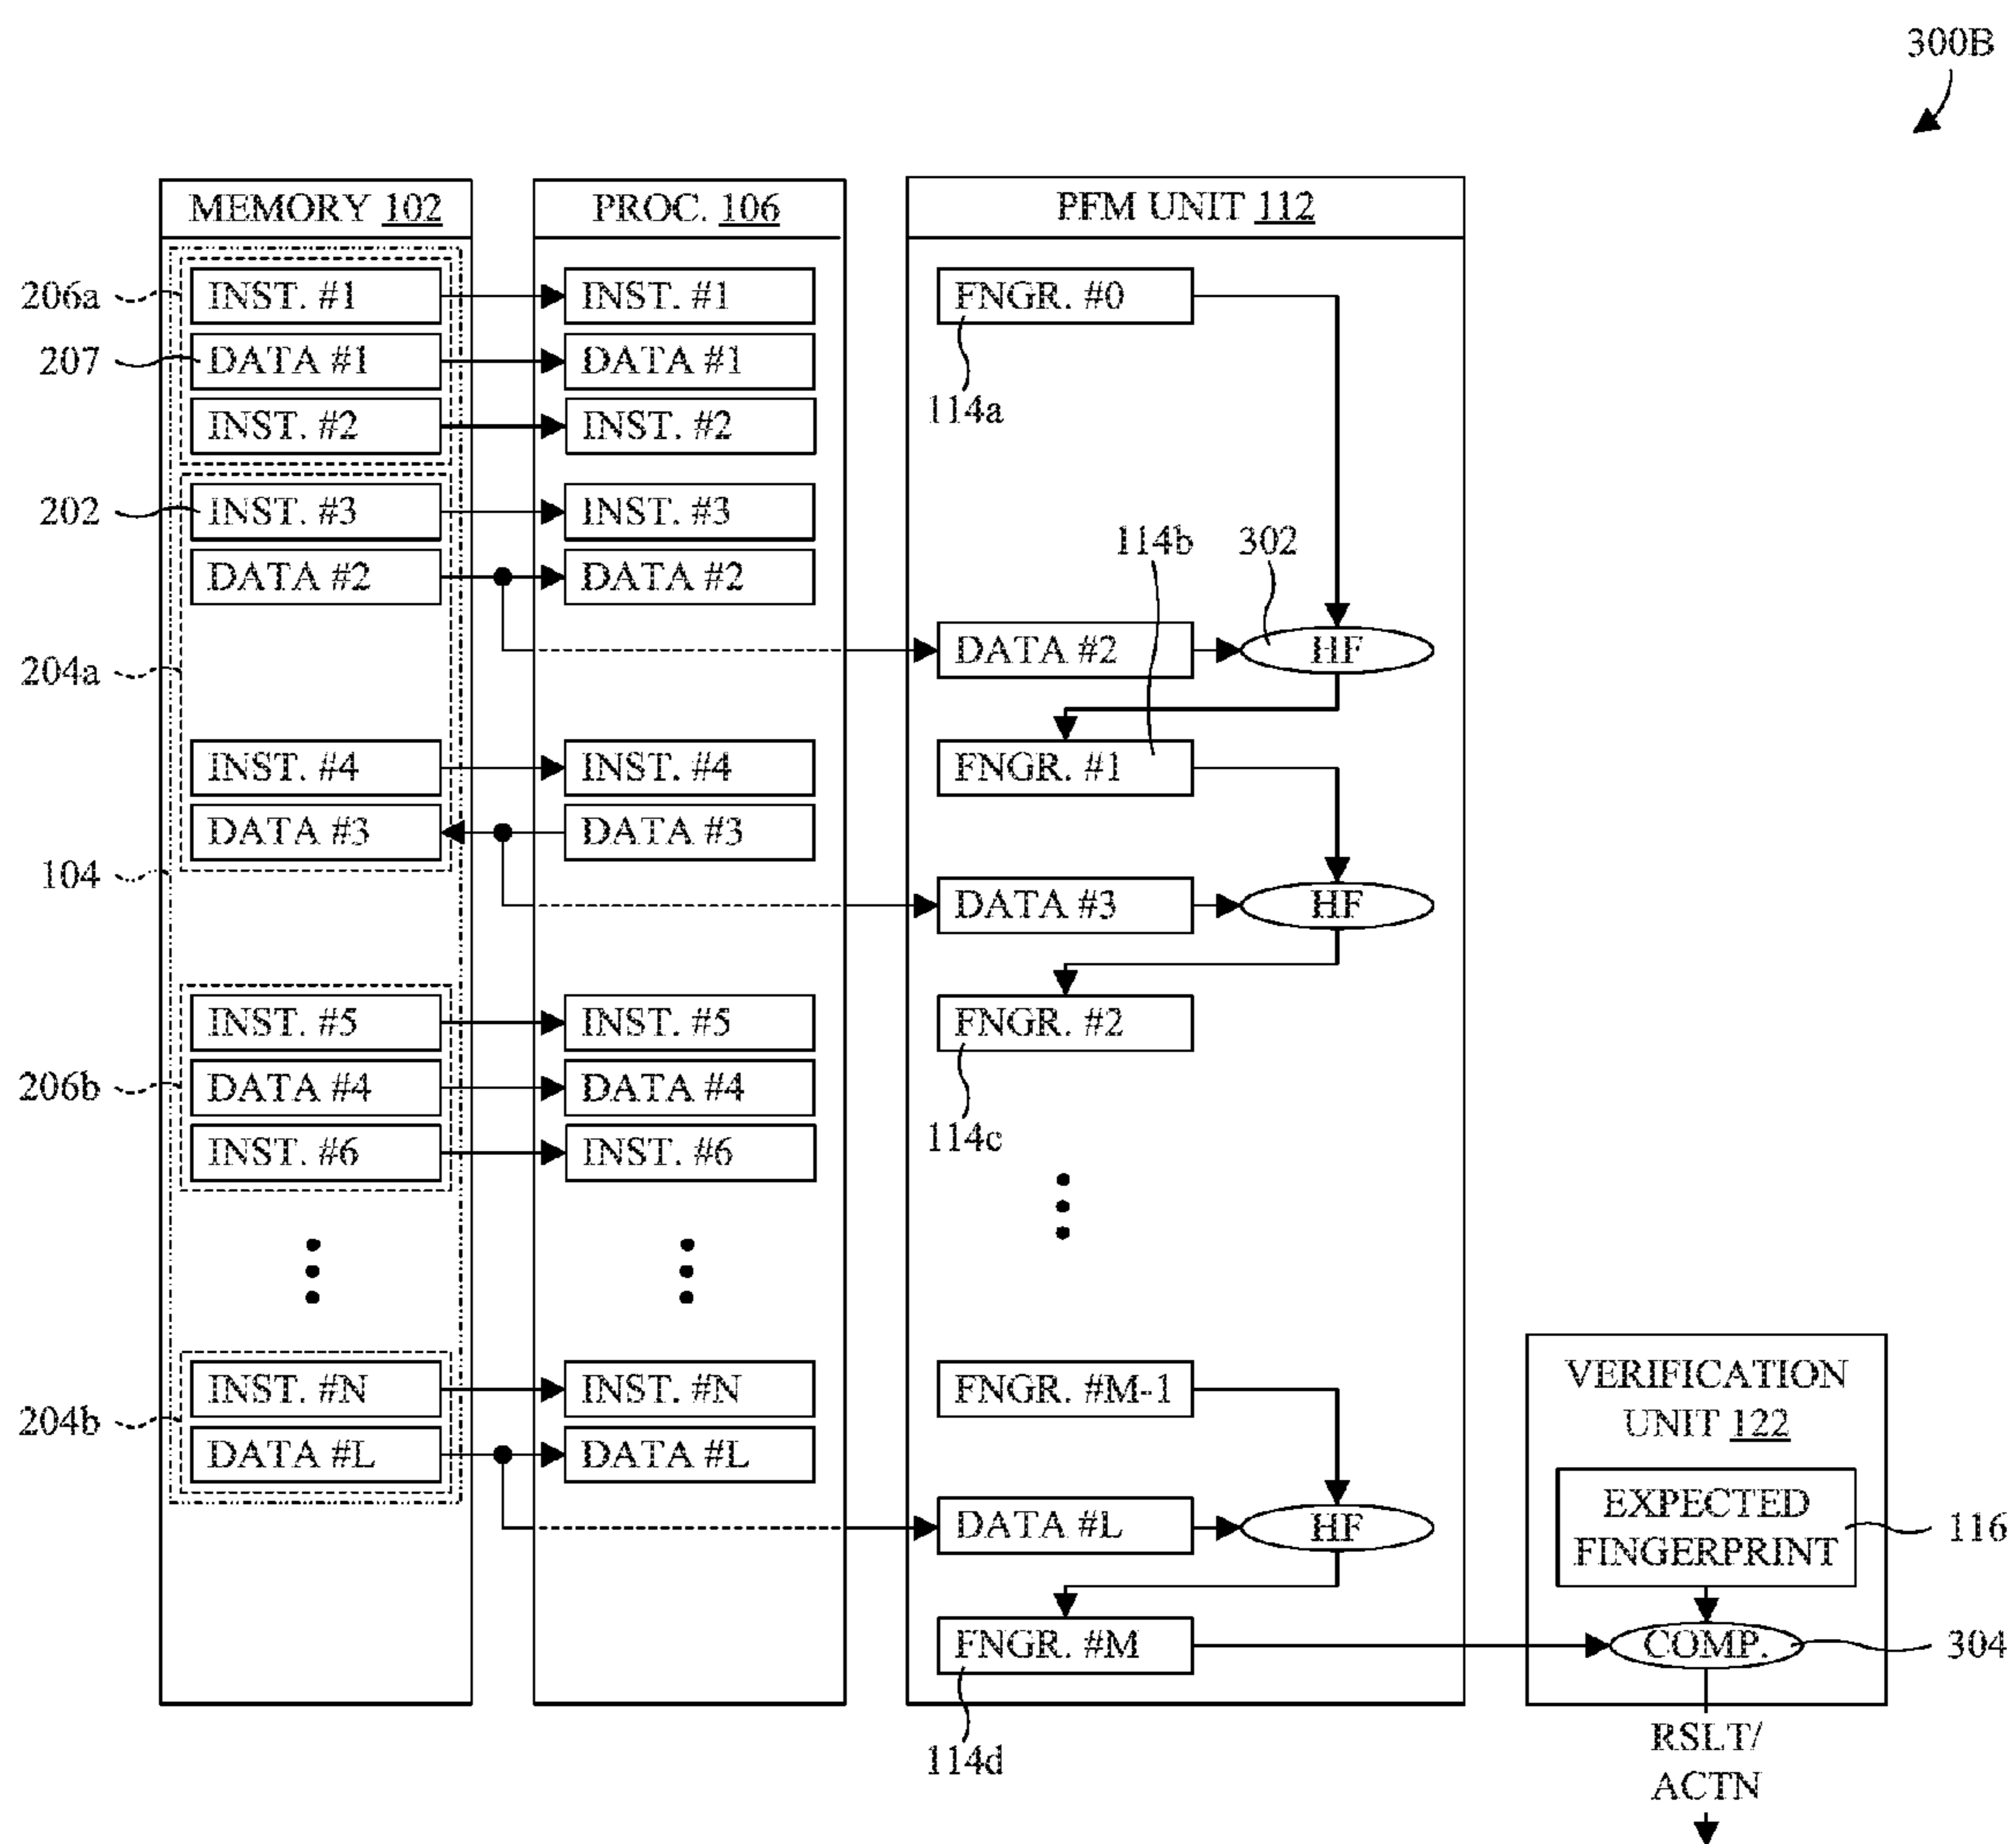 300B
MEMORY 102
PROC. 106
PFM UNIT 112
206a
INST. #1
INST. #1
FNGR. #0
207
DATA #1
DATA #1
114a
INST. #2
INST. #2
202
INST. #3
INST. #3
114b
302
DATA #2
DATA #2
204a
DATA #2
HF
INST. #4
INST. #4
FNGR. #1
DATA #3
DATA #3
104
DATA #3
HF
INST. #5
INST. #5
FNGR. #2
206b
DATA #4
DATA #4
114c
INST. #6
INST. #6
INST. #N
INST. #N
FNGR. #M-1
204b
DATA #L
DATA #L
DATA #L
HF
FNGR. #M
114d
VERIFICATION
UNIT 122
EXPECTED
FINGERPRINT
116
COMP.
304
RSLT/
ACTN